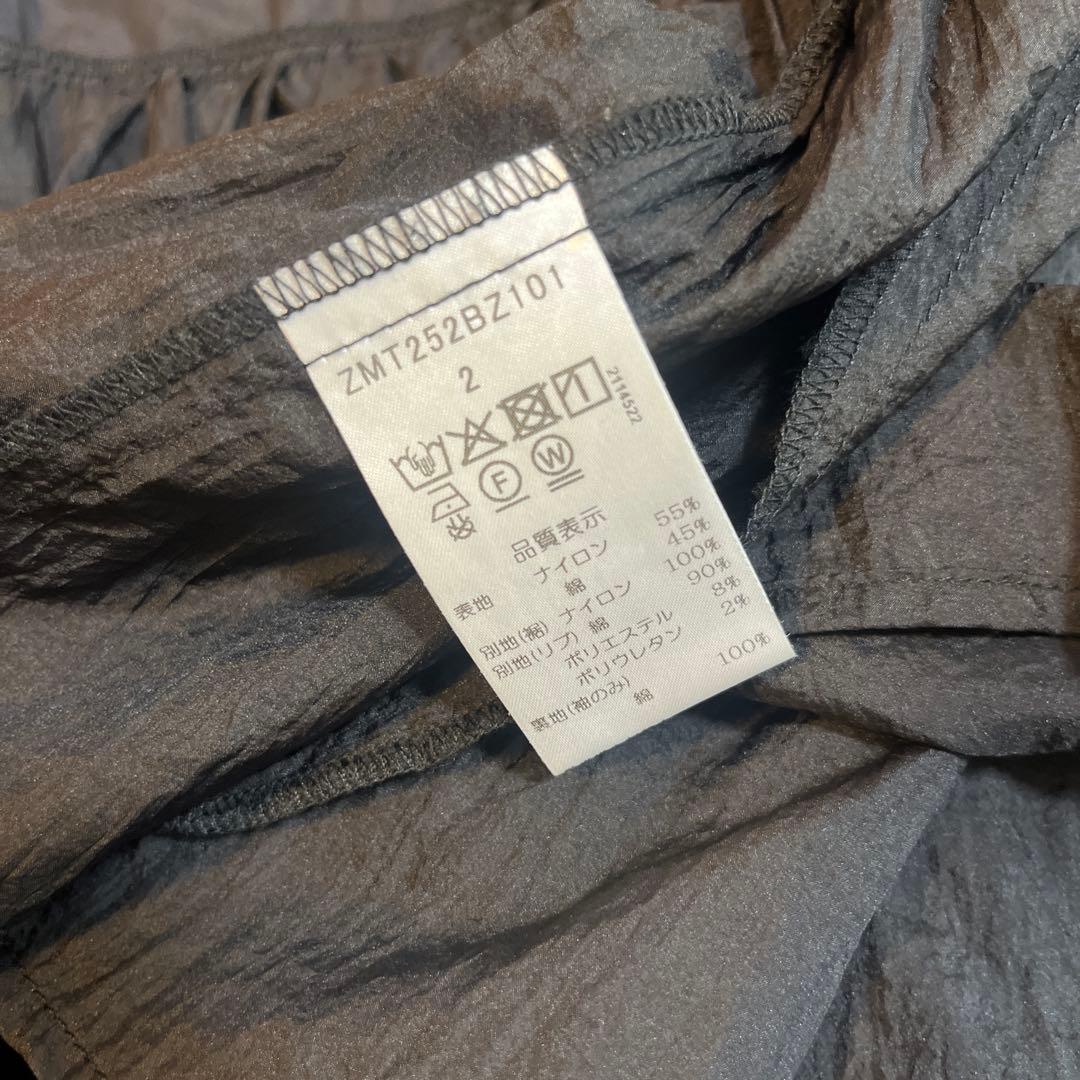 ZMT252BZ101
2
2114522
F W
品質表示
表地 ナイロン 55%
綿 45%
別地(裾) ナイロン 100%
別地(リブ) 綿 90%
ポリエステル 8%
ポリウレタン 2%
裏地(袖のみ) 綿 100%